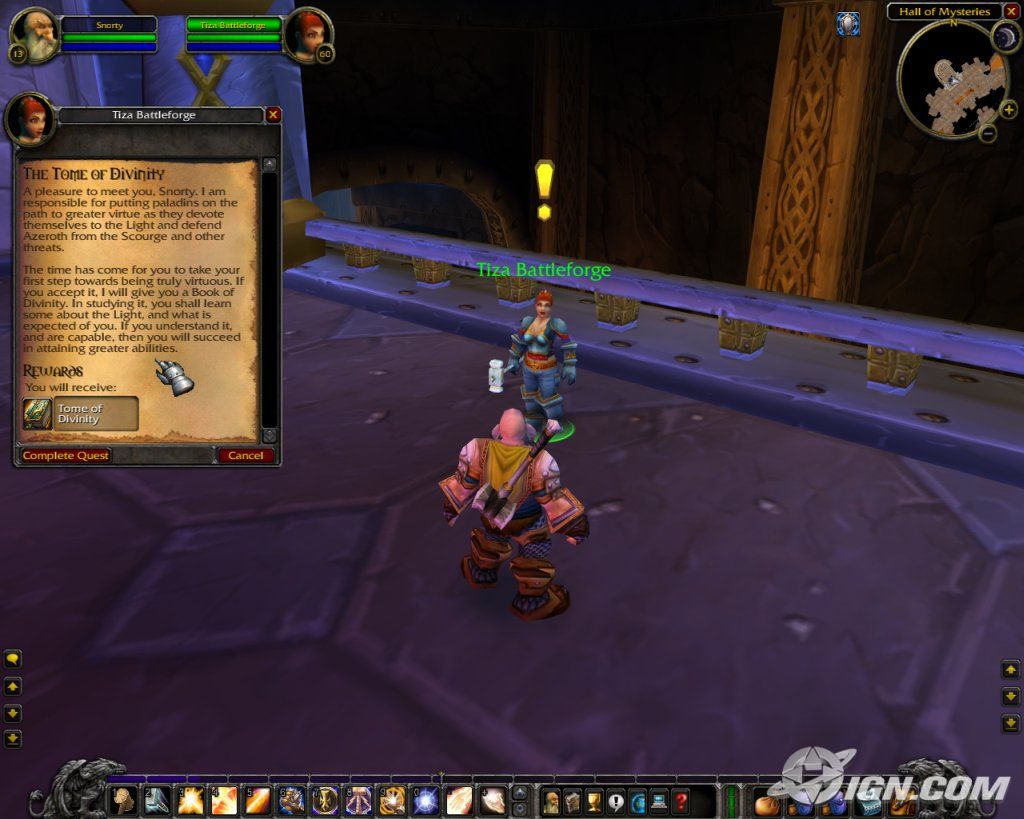 Snorty
13
Tiza Battleforge
60
Hall of Mysteries
N
Tiza Battleforge
The Tome of Divinity
A pleasure to meet you, Snorty. I am
responsible for putting paladins on the
path to greater virtue as they devote
themselves to the Light and defend
Azeroth from the Scourge and other
threats.
The time has come for you to take your
first step towards being truly virtuous. If
you accept it, I will give you a Book of
Divinity. In studying it, you shall learn
some about the Light, and what is
expected of you. If you understand it,
and are capable, then you will succeed
in attaining greater abilities.
Rewards
You will receive:
Tome of
Divinity
Complete Quest
Cancel
Tiza Battleforge
IGN.COM